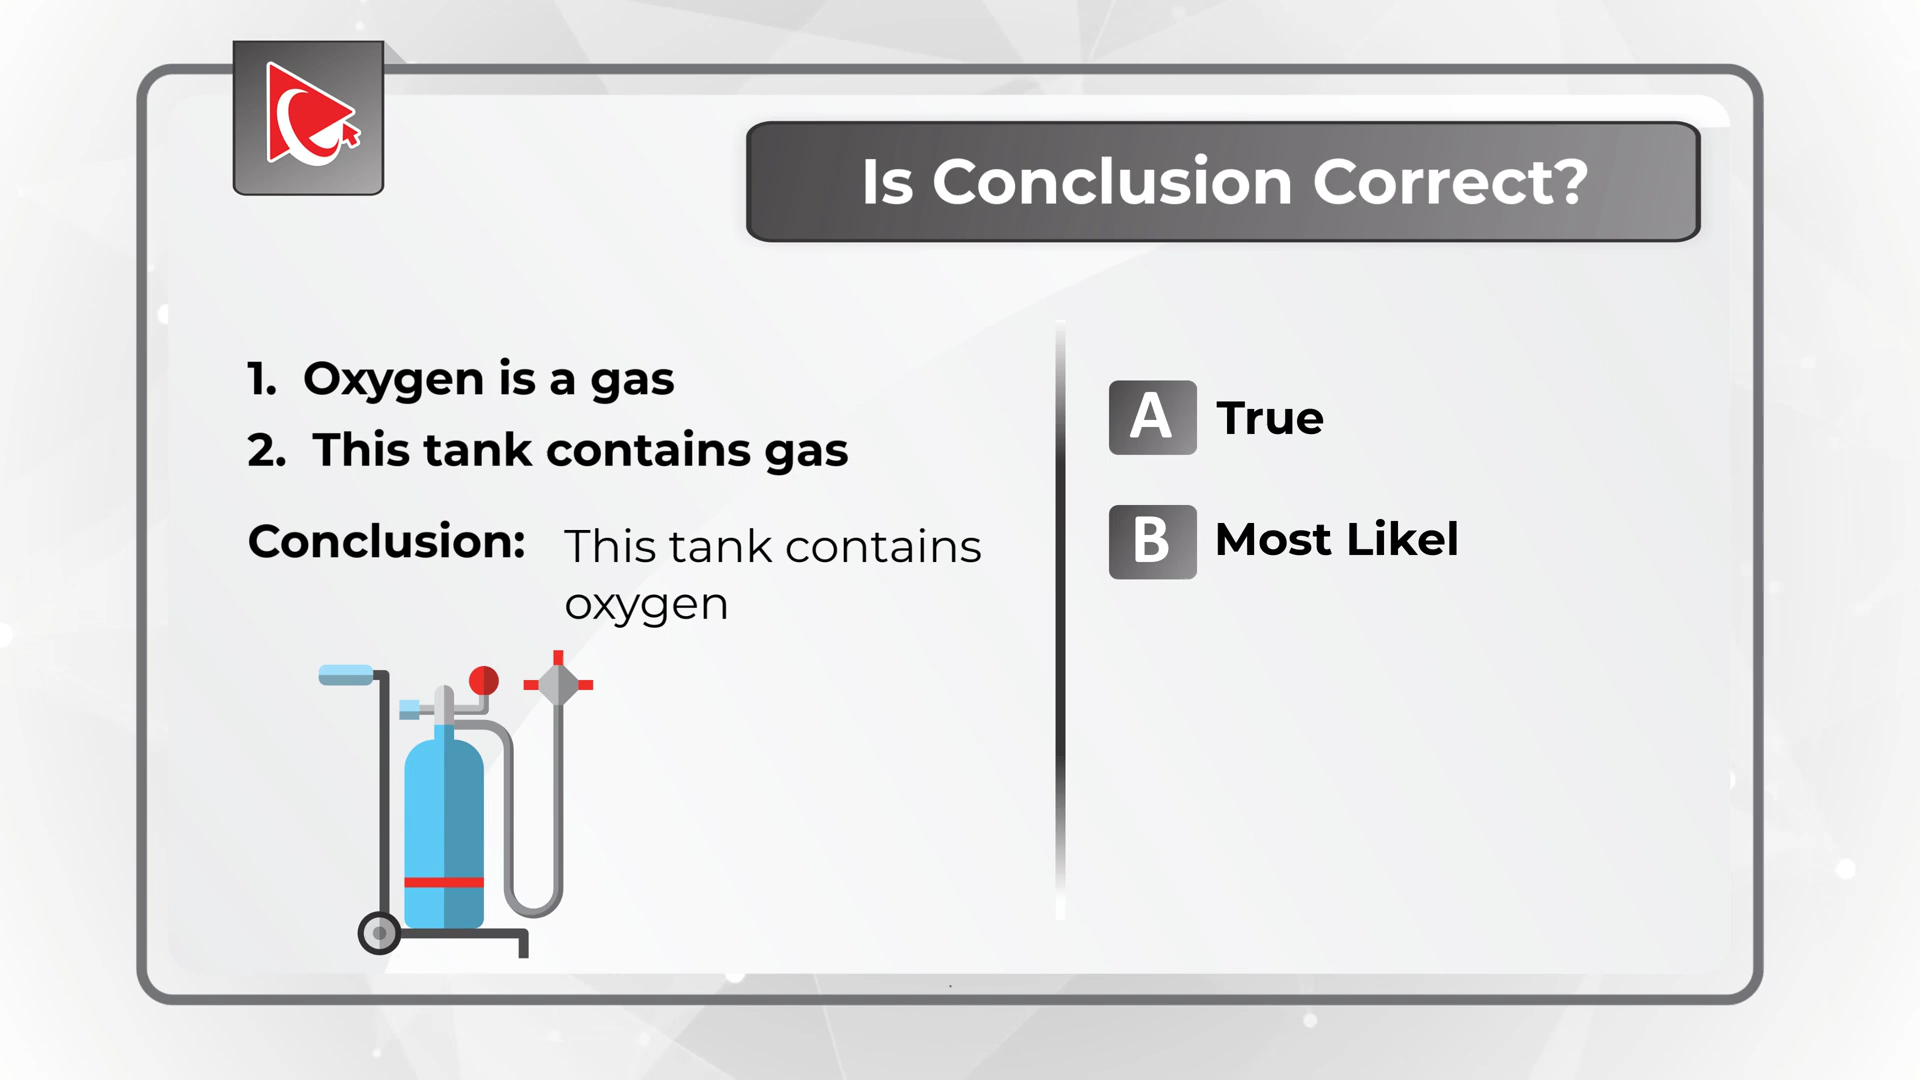 Is Conclusion Correct?
1. Oxygen is a gas
2. This tank contains gas
Conclusion: This tank contains
oxygen
A True
B Most Likel